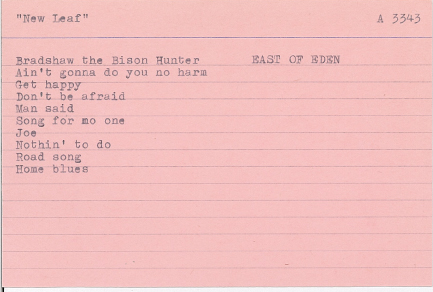 "New Leaf" A 3343
Bradshaw the Bison Hunter EAST OF EDEN
Ain't gonna do you no harm
Get happy
Don't be afraid
Man said
Song for mo one
Joe
Nothin' to do
Road song
Home blues